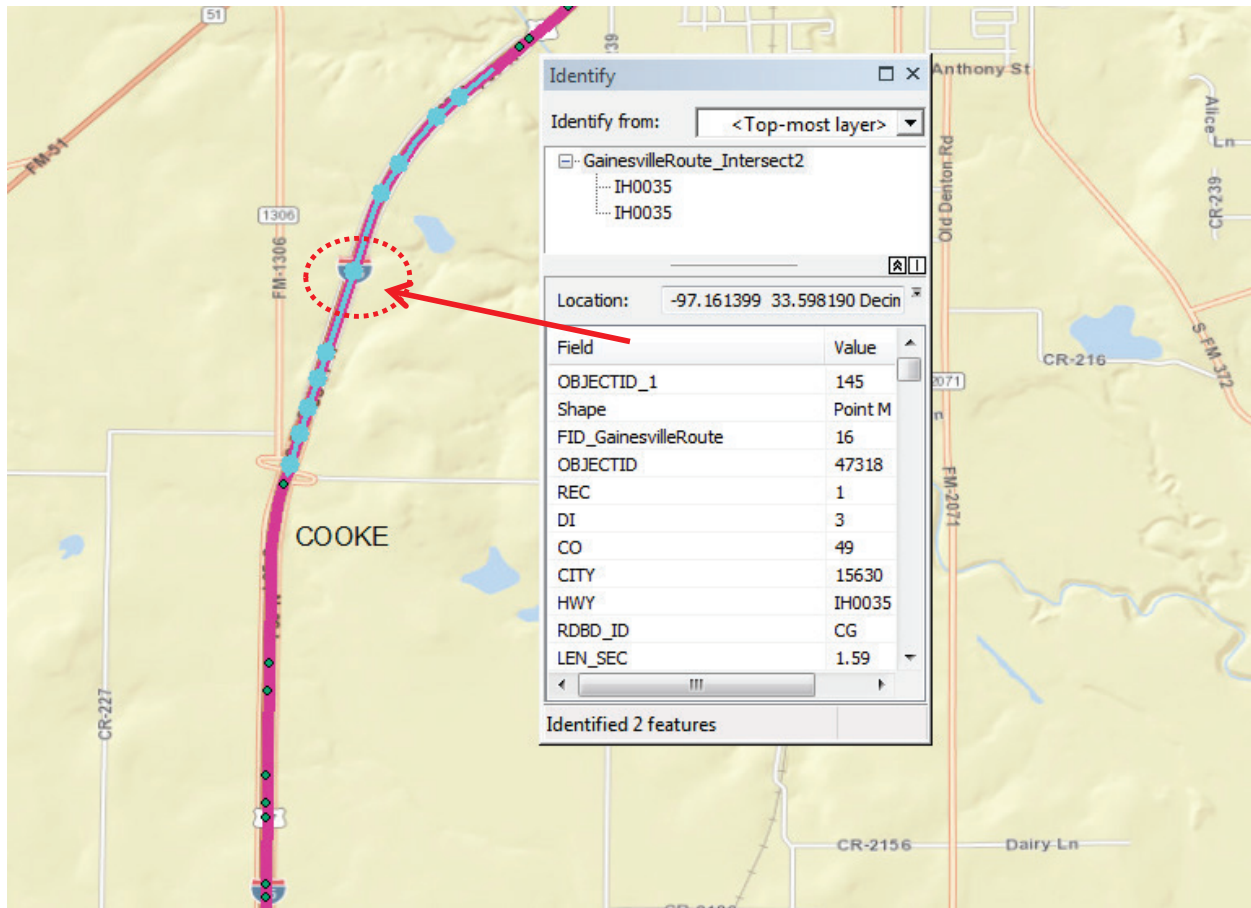 51
239
Anthony St
Identify
Identify from:
<Top-most layer>
GainesvilleRoute_Intersect2
IH0035
IH0035
Alice Ln
FM-51
Old Denton Rd
CR-239
1306
FM-1306
Location:
-97.161399 33.598190 Decin
Field Value
OBJECTID_1 145
Shape Point M
FID_GainesvilleRoute 16
OBJECTID 47318
REC 1
DI 3
CO 49
CITY 15630
HWY IH0035
RDBD_ID CG
LEN_SEC 1.59
Identified 2 features
S FM-372
CR-216
2071
n
FM-2071
COOKE
CR-227
CR-2156
Dairy Ln